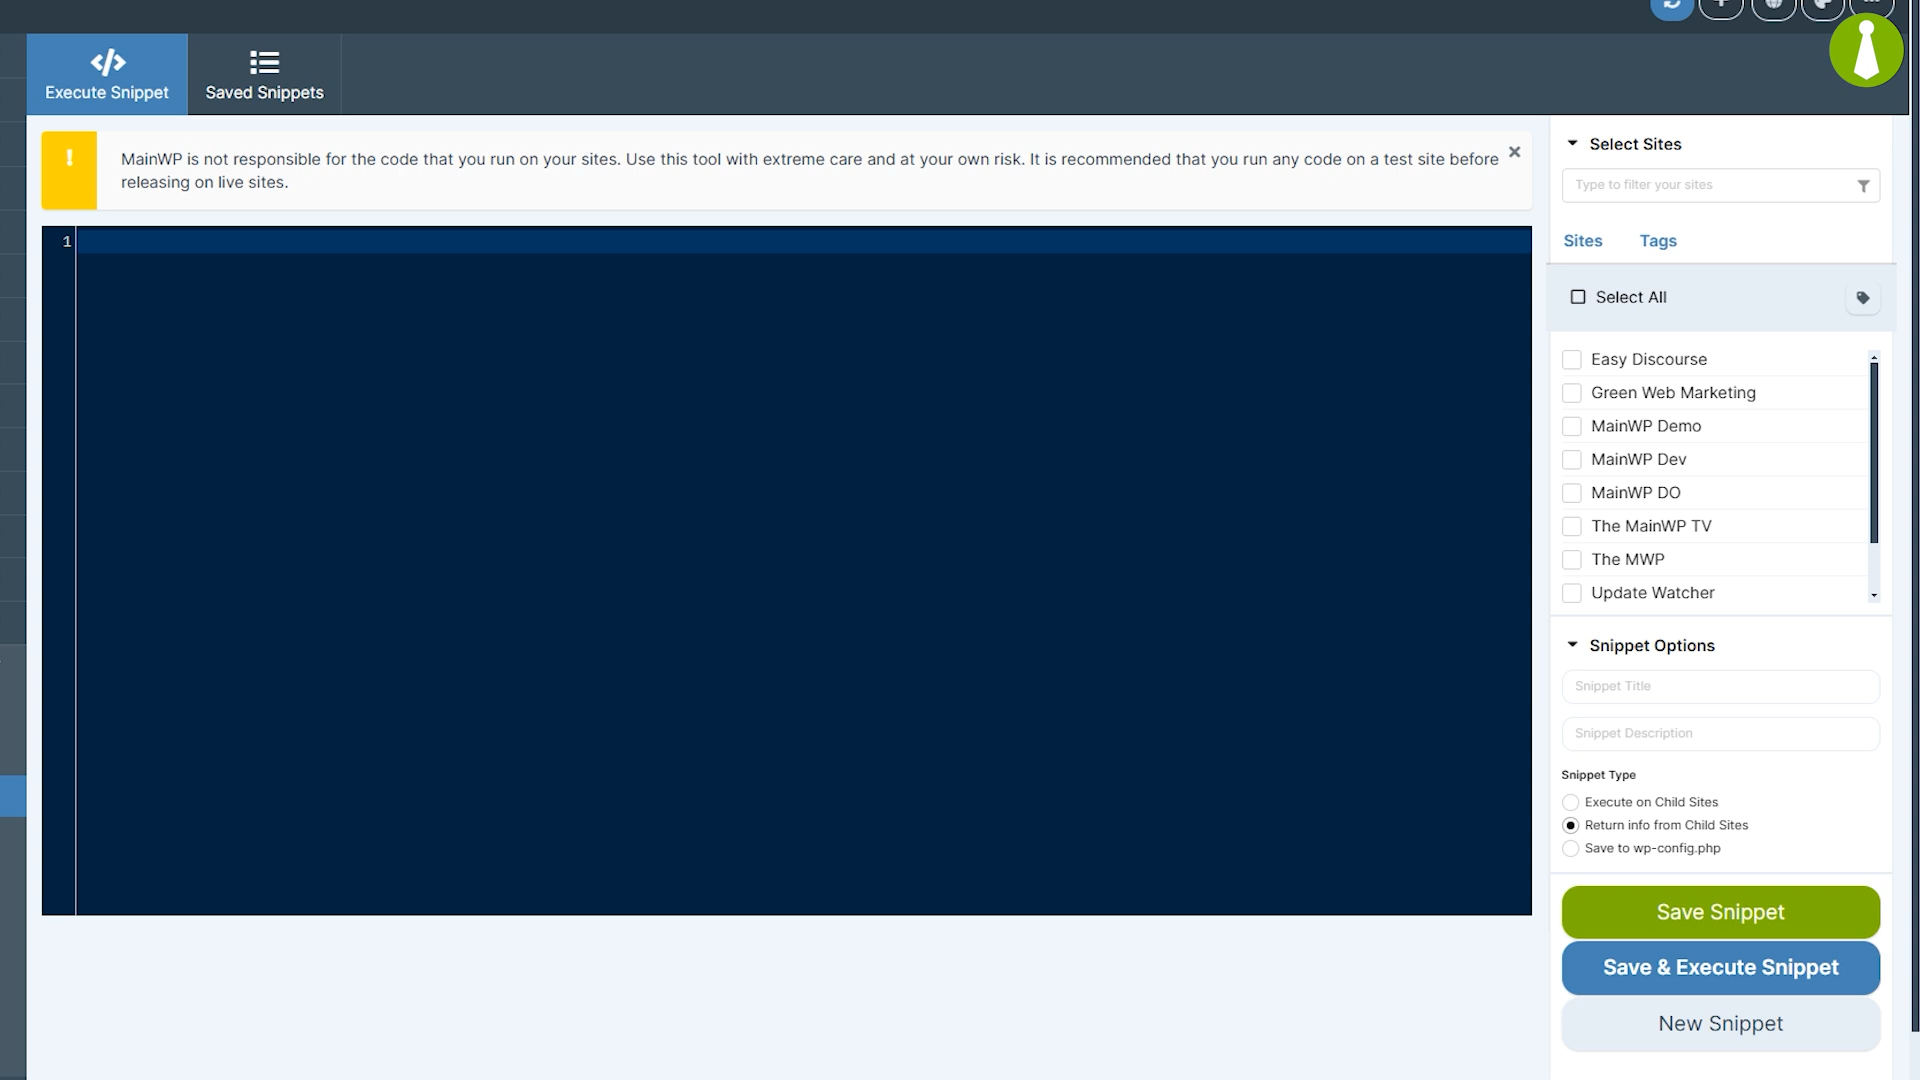 Execute Snippet
Saved Snippets
MainWP is not responsible for the code that you run on your sites. Use this tool with extreme care and at your own risk. It is recommended that you run any code on a test site before
releasing on live sites.
1
Select Sites
Type to filter your sites
Sites
Tags
Select All
Easy Discourse
Green Web Marketing
MainWP Demo
MainWP Dev
MainWP DO
The MainWP TV
The MWP
Update Watcher
Snippet Options
Snippet Title
Snippet Description
Snippet Type
Execute on Child Sites
Return info from Child Sites
Save to wp-config.php
Save Snippet
Save & Execute Snippet
New Snippet